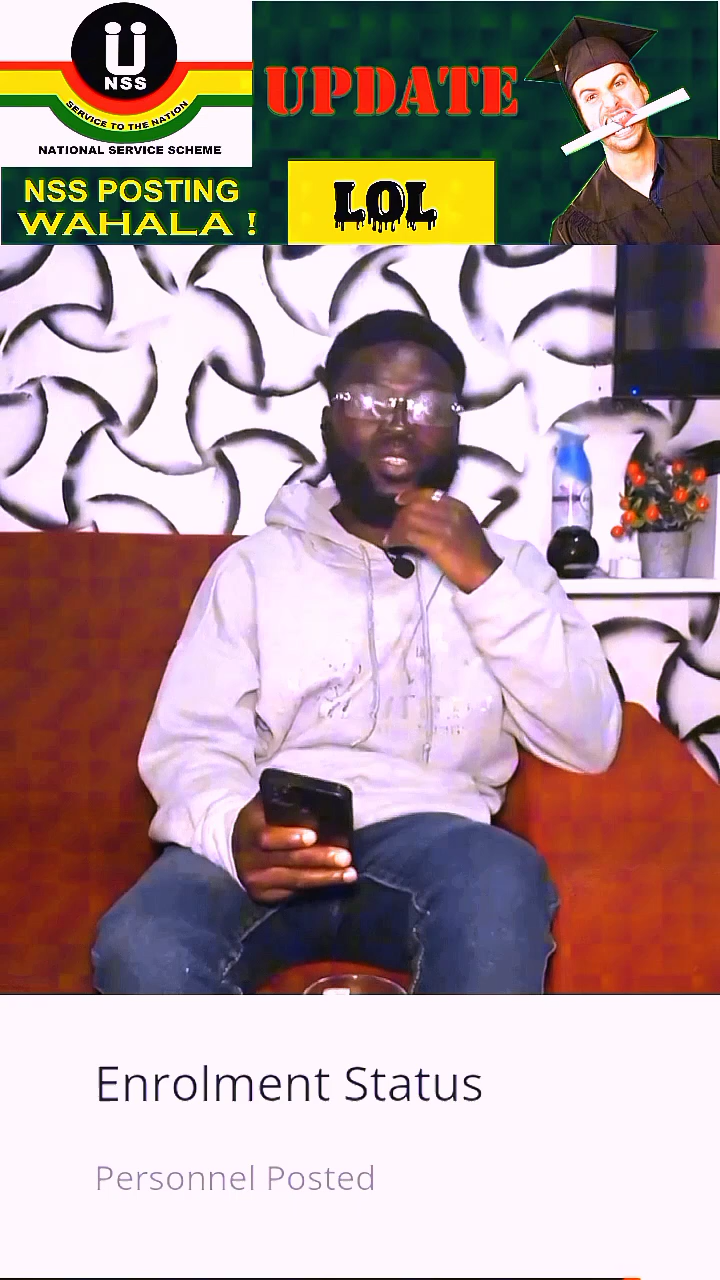 NSS
SERVICE TO THE NATION
NATIONAL SERVICE SCHEME
UPDATE
NSS POSTING
WAHALA !
LOL
Enrolment Status
Personnel Posted